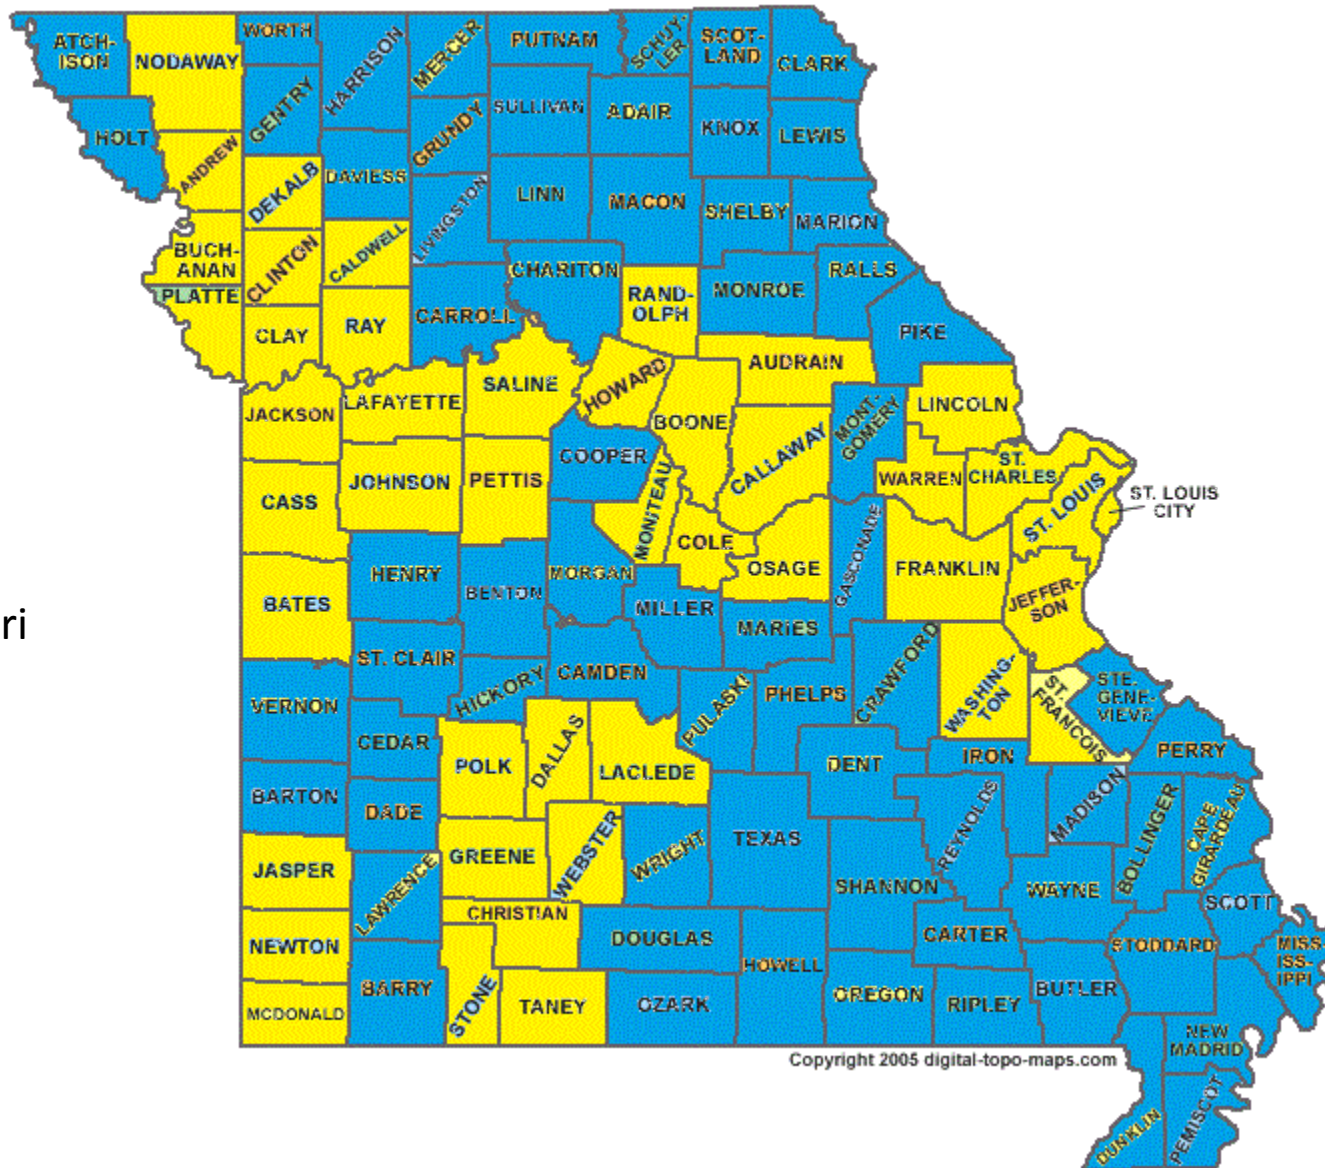 ATCH-
ISON
NODAWAY
WORTH
HARRISON
MERCER
PUTNAM
SCHUY-
LER
SCOT-
LAND
CLARK
HOLT
GENTRY
GRUNDY
SULLIVAN
ADAIR
KNOX
LEWIS
ANDREW
DEKALB
DAVIESS
LIVINGSTON
LINN
MACON
SHELBY
MARION
BUCH-
ANAN
CLINTON
CALDWELL
CHARITON
RAND-
OLPH
MONROE
RALLS
PLATTE
CLAY
RAY
CARROLL
PIKE
AUDRAIN
JACKSON
LAFAYETTE
SALINE
HOWARD
BOONE
CALLAWAY
MONT-
GOMERY
LINCOLN
COOPER
CASS
JOHNSON
PETTIS
MONITEAU
WARREN
ST.
CHARLES
ST. LOUIS
ST. LOUIS
CITY
COLE
OSAGE
GASCONADE
FRANKLIN
JEFFER-
SON
BATES
HENRY
BENTON
MORGAN
MILLER
MARIES
ri
ST. CLAIR
HICKORY
CAMDEN
PULASKI
PHELPS
CRAWFORD
WASHING-
TON
ST.
FRANCOIS
STE.
GENE-
VIEVE
PERRY
VERNON
CEDAR
POLK
DALLAS
LACLEDE
DENT
IRON
MADISON
BARTON
DADE
GREENE
WEBSTER
WRIGHT
TEXAS
REYNOLDS
BOLLINGER
CAPE
GIRARDEAU
JASPER
LAWRENCE
CHRISTIAN
SHANNON
WAYNE
SCOTT
NEWTON
DOUGLAS
HOWELL
CARTER
STODDARD
MISS-
ISS-
IPPI
MCDONALD
BARRY
STONE
TANEY
OZARK
OREGON
RIPLEY
BUTLER
NEW
MADRID
Copyright 2005 digital-topo-maps.com
DUNKLIN
PEMISCOT